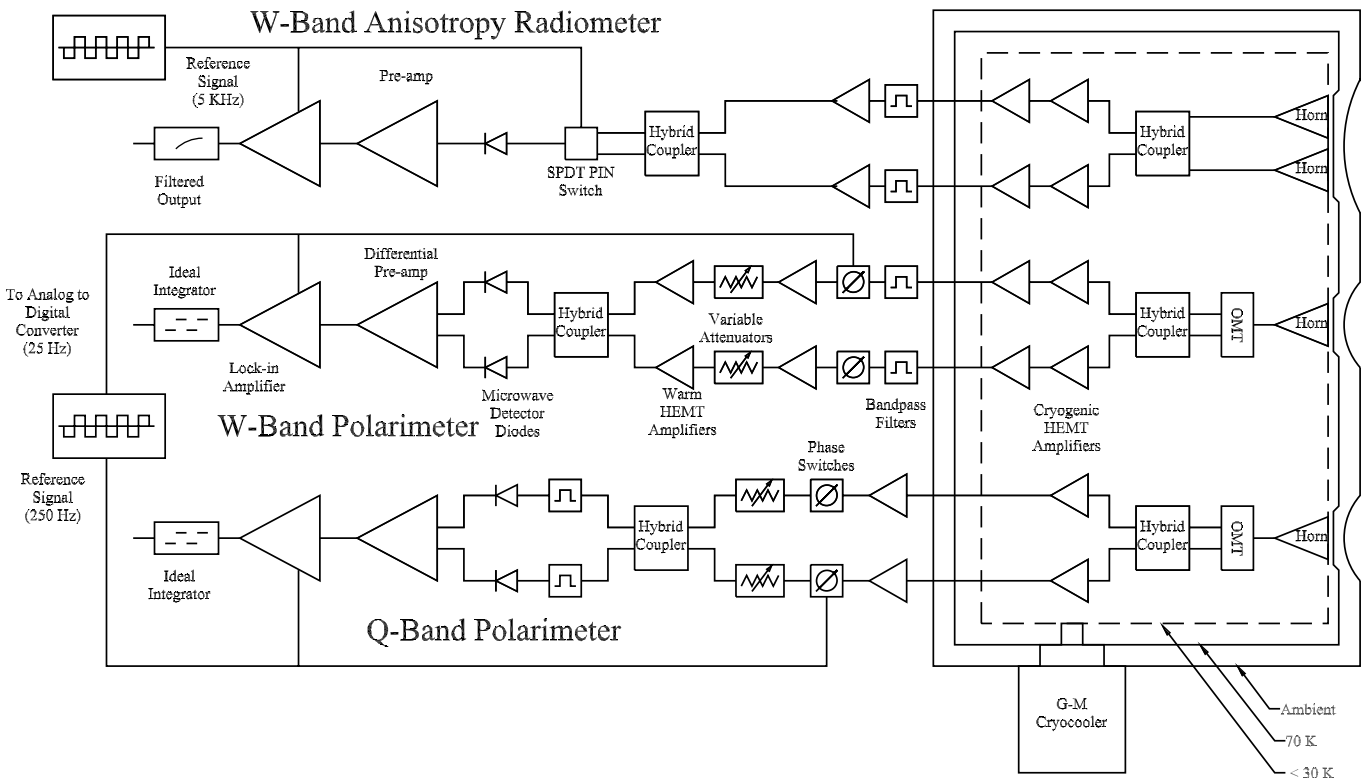 W-Band Anisotropy Radiometer
Reference
Signal
(5 KHz)
Pre-amp
Filtered
Output
SPDT PIN
Switch
Hybrid
Coupler
Hybrid
Coupler
Horn
Horn
To Analog to
Digital
Converter
(25 Hz)
Ideal
Integrator
Differential
Pre-amp
Lock-in
Amplifier
Microwave
Detector
Diodes
Hybrid
Coupler
Variable
Attenuators
Warm
HEMT
Amplifiers
Bandpass
Filters
Cryogenic
HEMT
Amplifiers
Hybrid
Coupler
OMT
Horn
W-Band Polarimeter
Reference
Signal
(250 Hz)
Ideal
Integrator
Hybrid
Coupler
Phase
Switches
Hybrid
Coupler
OMT
Horn
Q-Band Polarimeter
G-M
Cryocooler
Ambient
70 K
< 30 K